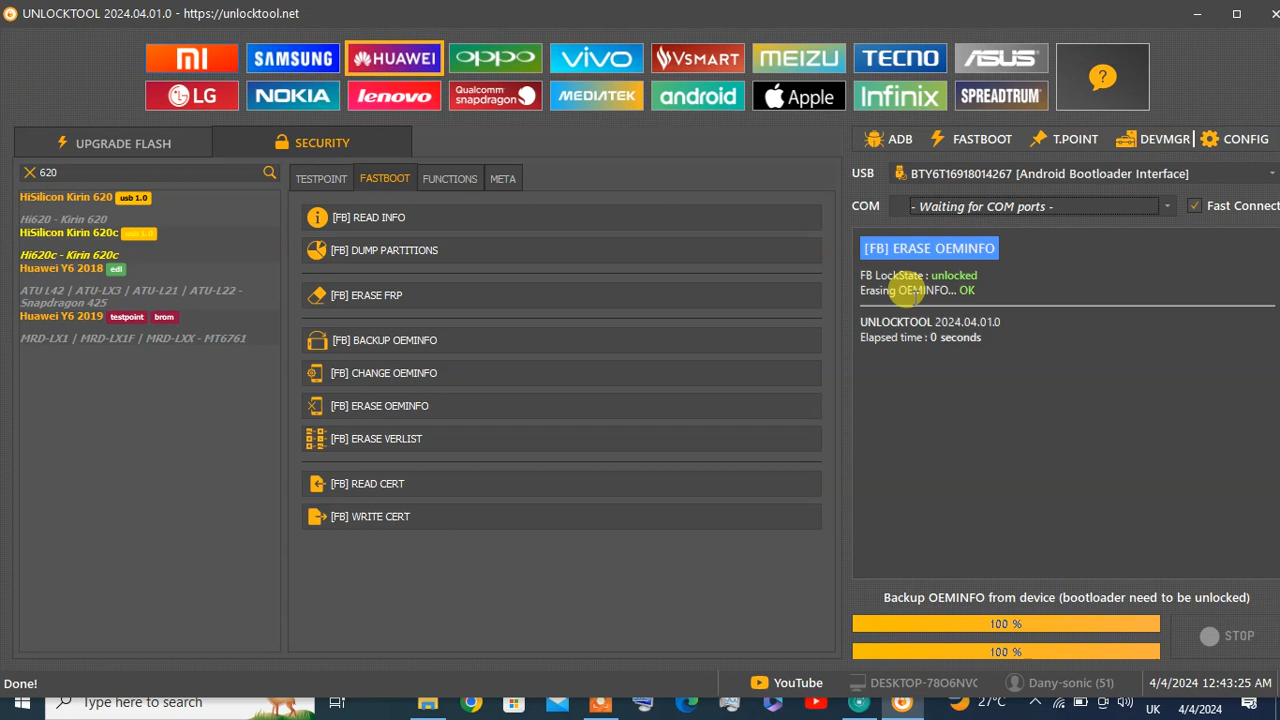 UNLOCKTOOL 2024.04.01.0 - https://unlocktool.net
MI SAMSUNG HUAWEI OPPO vivo VSMART MEIZU TECNO ASUS
LG NOKIA lenovo Qualcomm snapdragon MEDIATEK android Apple Infinix SPREADTRUM
?
UPGRADE FLASH SECURITY
ADB FASTBOOT T.POINT DEVMGR CONFIG
620
HiSilicon Kirin 620 usb 1.0
Hi620 - Kirin 620
HiSilicon Kirin 620c usb 1.0
Hi620c - Kirin 620c
Huawei Y6 2018 edl
ATU L42 | ATU-LX3 | ATU-L21 | ATU-L22 -
Snapdragon 425
Huawei Y6 2019 testpoint brom
MRD-LX1 | MRD-LX1F | MRD-LXX - MT6761
TESTPOINT FASTBOOT FUNCTIONS META
[FB] READ INFO
[FB] DUMP PARTITIONS
[FB] ERASE FRP
[FB] BACKUP OEMINFO
[FB] CHANGE OEMINFO
[FB] ERASE OEMINFO
[FB] ERASE VERLIST
[FB] READ CERT
[FB] WRITE CERT
USB BTY6T16918014267 [Android Bootloader Interface]
COM - Waiting for COM ports - Fast Connect
[FB] ERASE OEMINFO
FB LockState : unlocked
Erasing OEMINFO... OK
UNLOCKTOOL 2024.04.01.0
Elapsed time : 0 seconds
Backup OEMINFO from device (bootloader need to be unlocked)
100 %
100 %
STOP
Done! YouTube DESKTOP-78O6NVC Dany-sonic (51) 4/4/2024 12:43:25 AM
Type here to search 27°C UK 4/4/2024